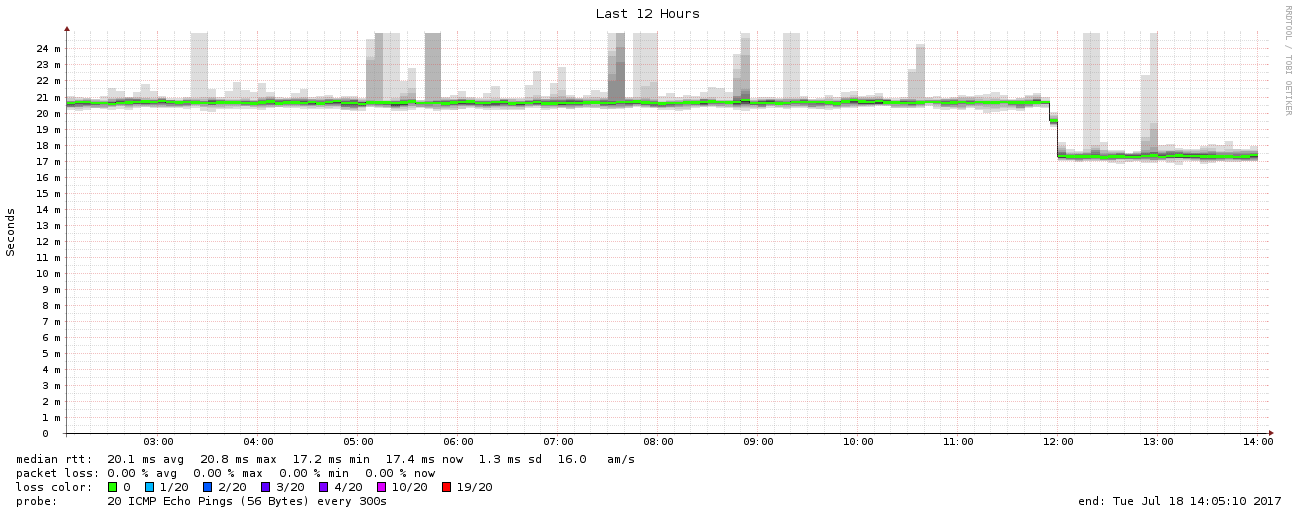 Last 12 Hours
RRDTOOL / TOBI OETIKER
Seconds
24 m
23 m
22 m
21 m
20 m
19 m
18 m
17 m
16 m
15 m
14 m
13 m
12 m
11 m
10 m
9 m
8 m
7 m
6 m
5 m
4 m
3 m
2 m
1 m
0
03:00 04:00 05:00 06:00 07:00 08:00 09:00 10:00 11:00 12:00 13:00 14:00
median rtt: 20.1 ms avg 20.8 ms max 17.2 ms min 17.4 ms now 1.3 ms sd 16.0 am/s
packet loss: 0.00 % avg 0.00 % max 0.00 % min 0.00 % now
loss color: 0 1/20 2/20 3/20 4/20 10/20 19/20
probe: 20 ICMP Echo Pings (56 Bytes) every 300s end: Tue Jul 18 14:05:10 2017